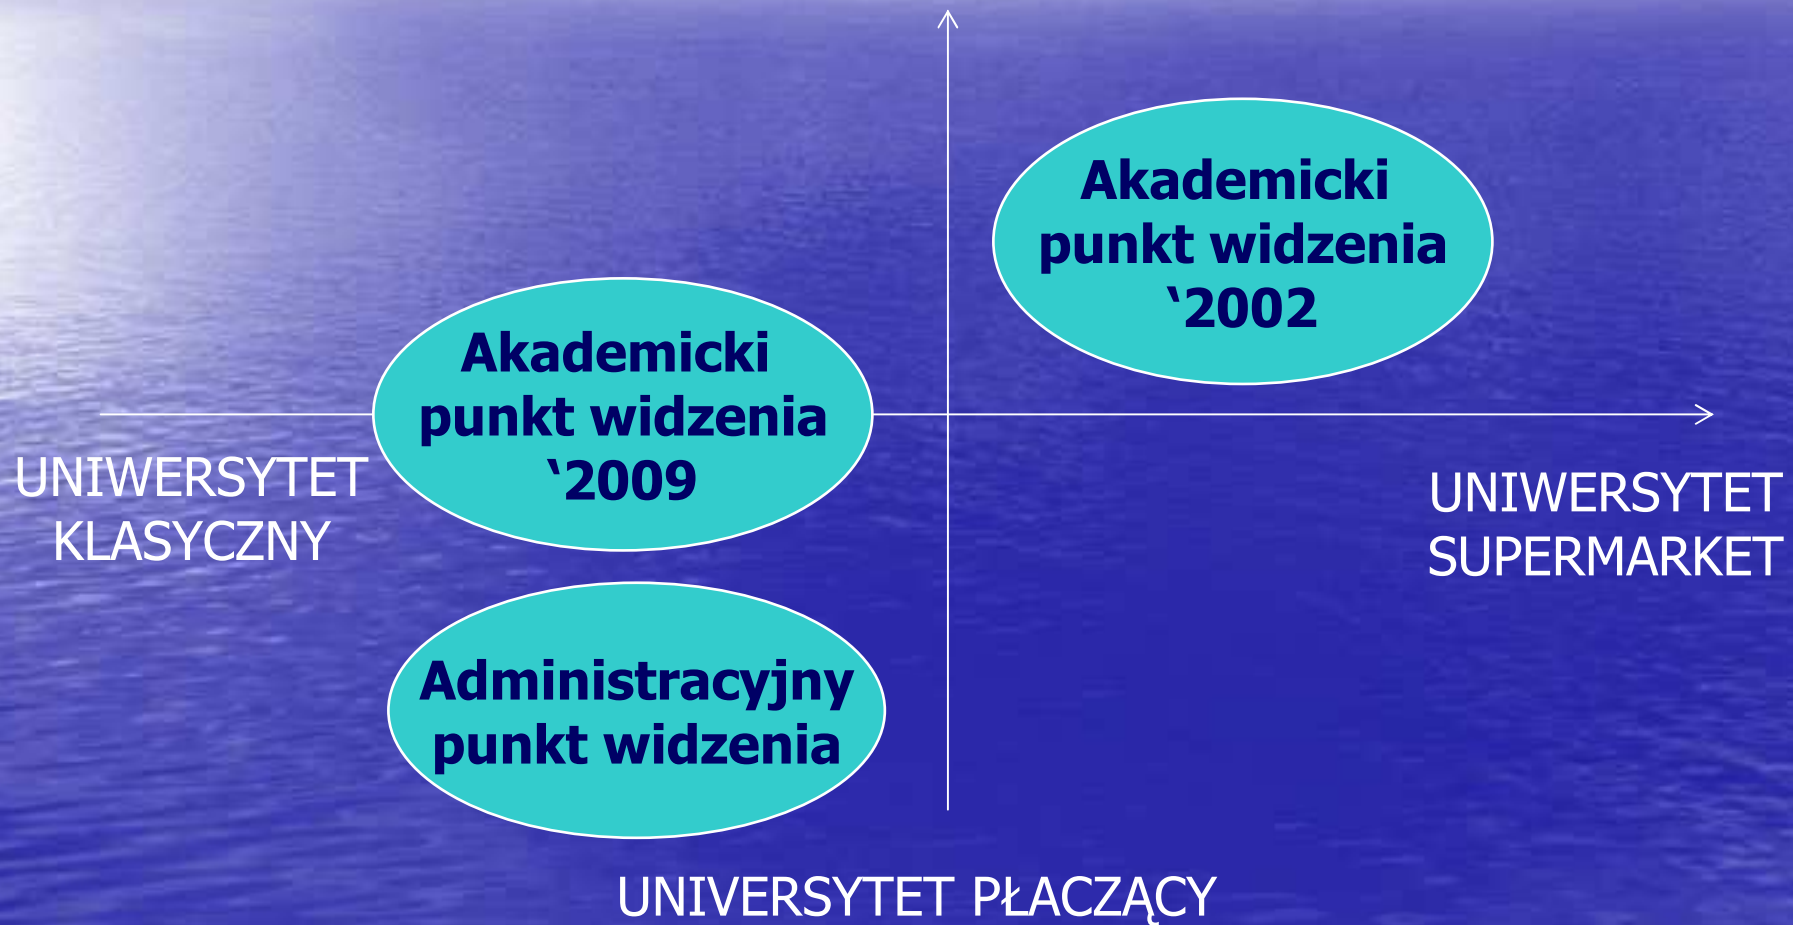 Akademicki
punkt widzenia
‘2002
Akademicki
punkt widzenia
‘2009
UNIWERSYTET
KLASYCZNY
UNIWERSYTET
SUPERMARKET
Administracyjny
punkt widzenia
UNIVERSYTET PŁACZĄCY